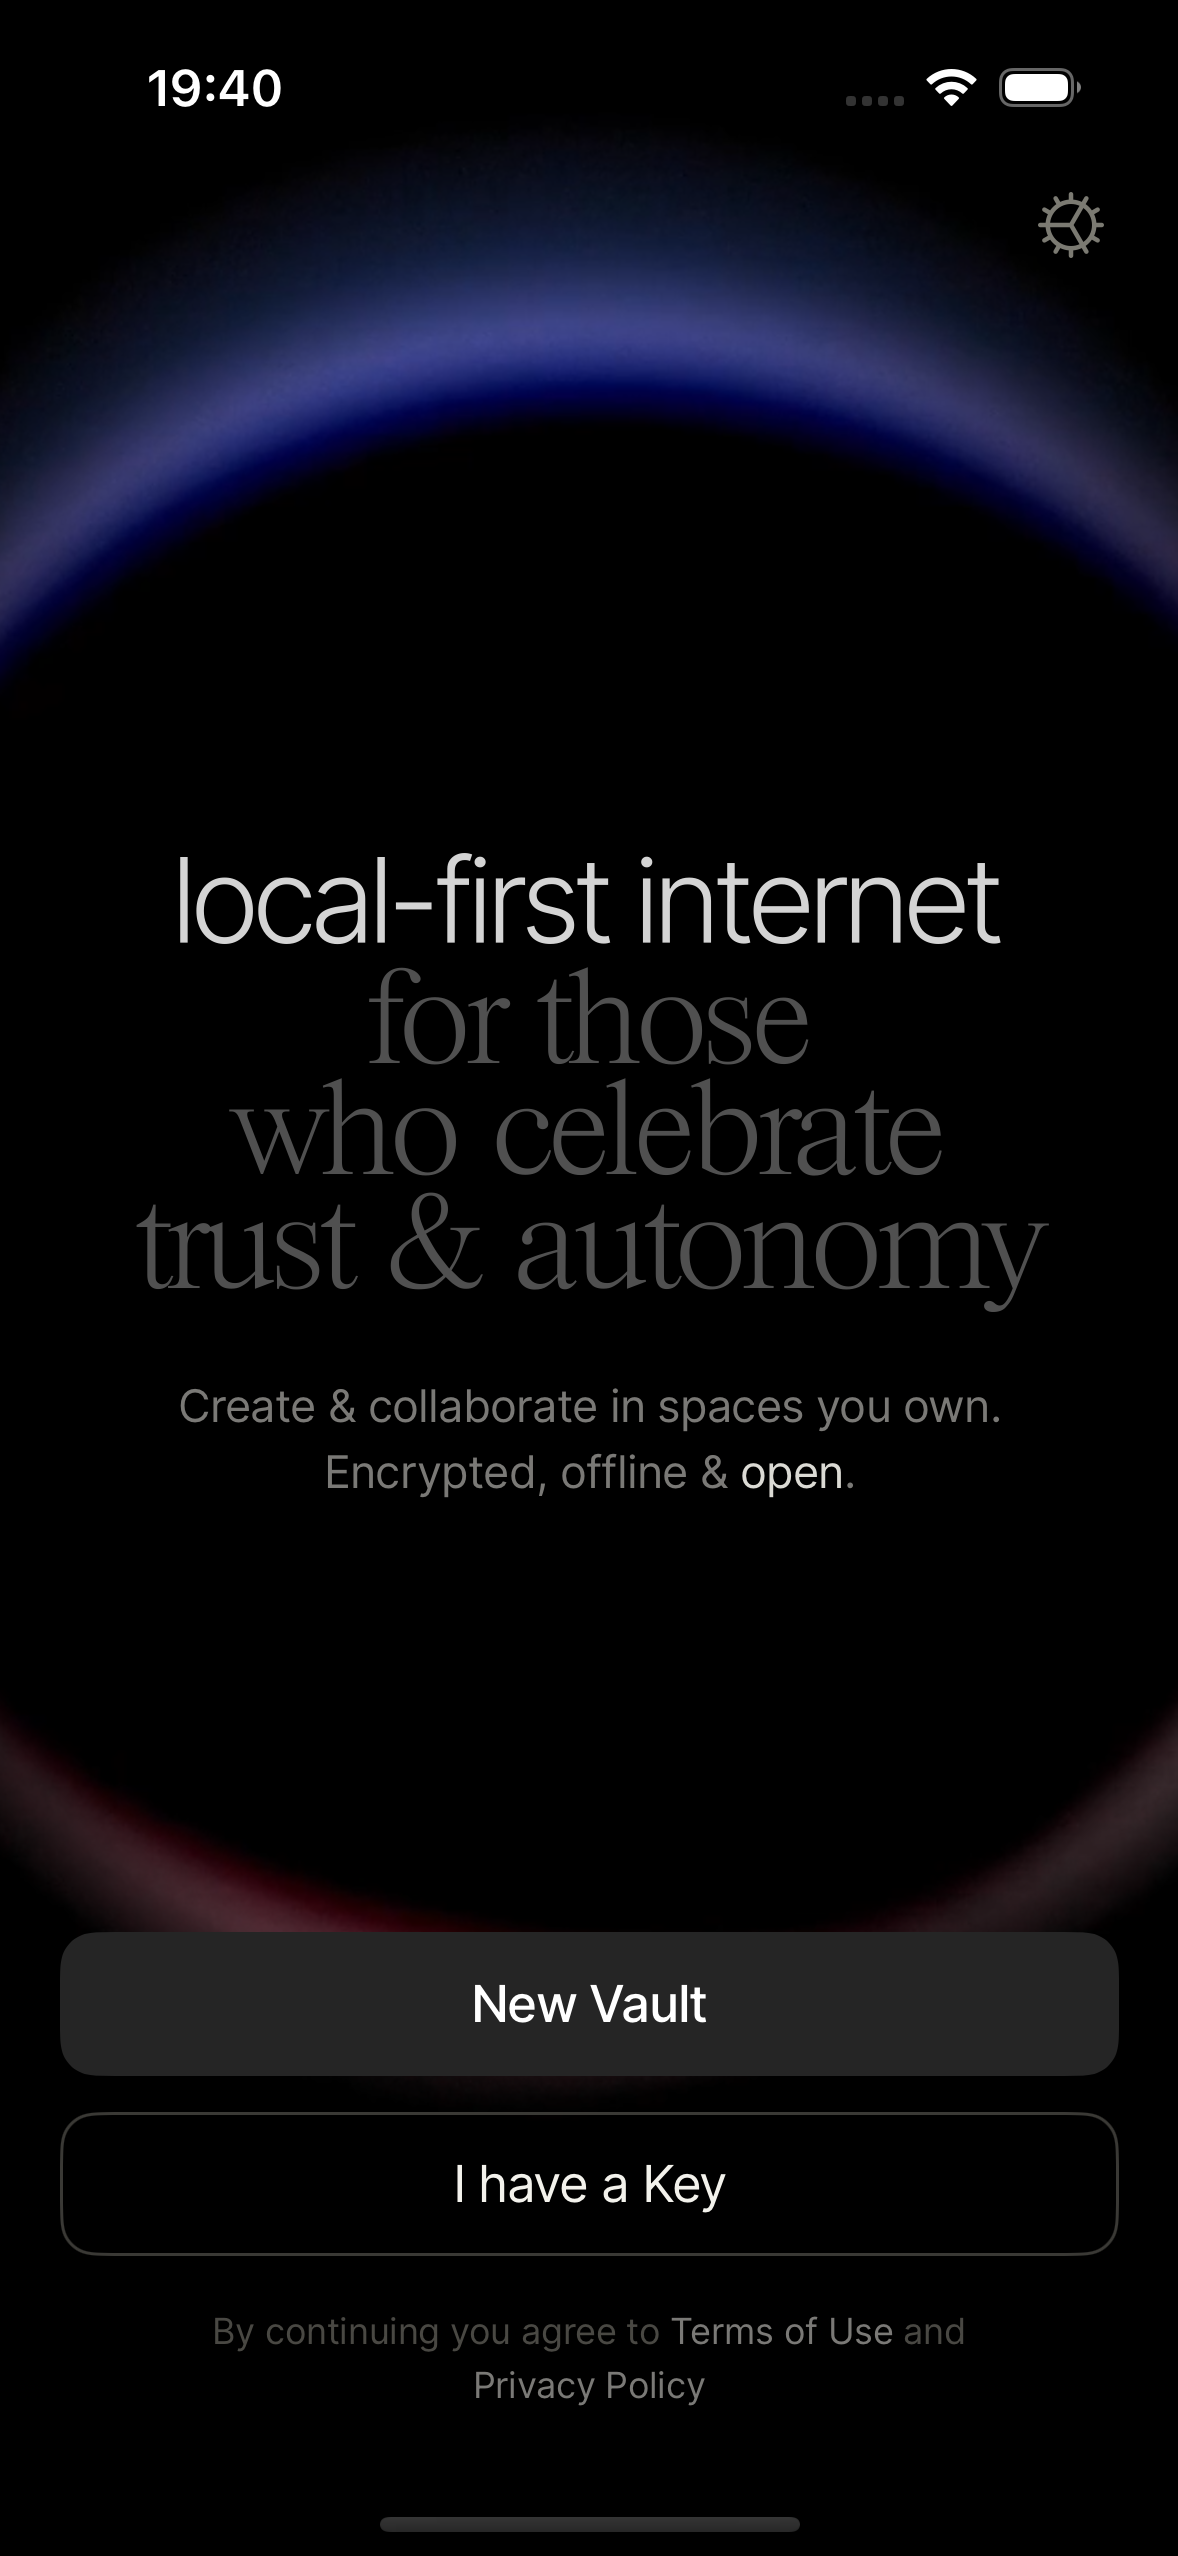 19:40
local-first internet
for those
who celebrate
trust & autonomy
Create & collaborate in spaces you own.
Encrypted, offline & open.
New Vault
I have a Key
By continuing you agree to Terms of Use and
Privacy Policy